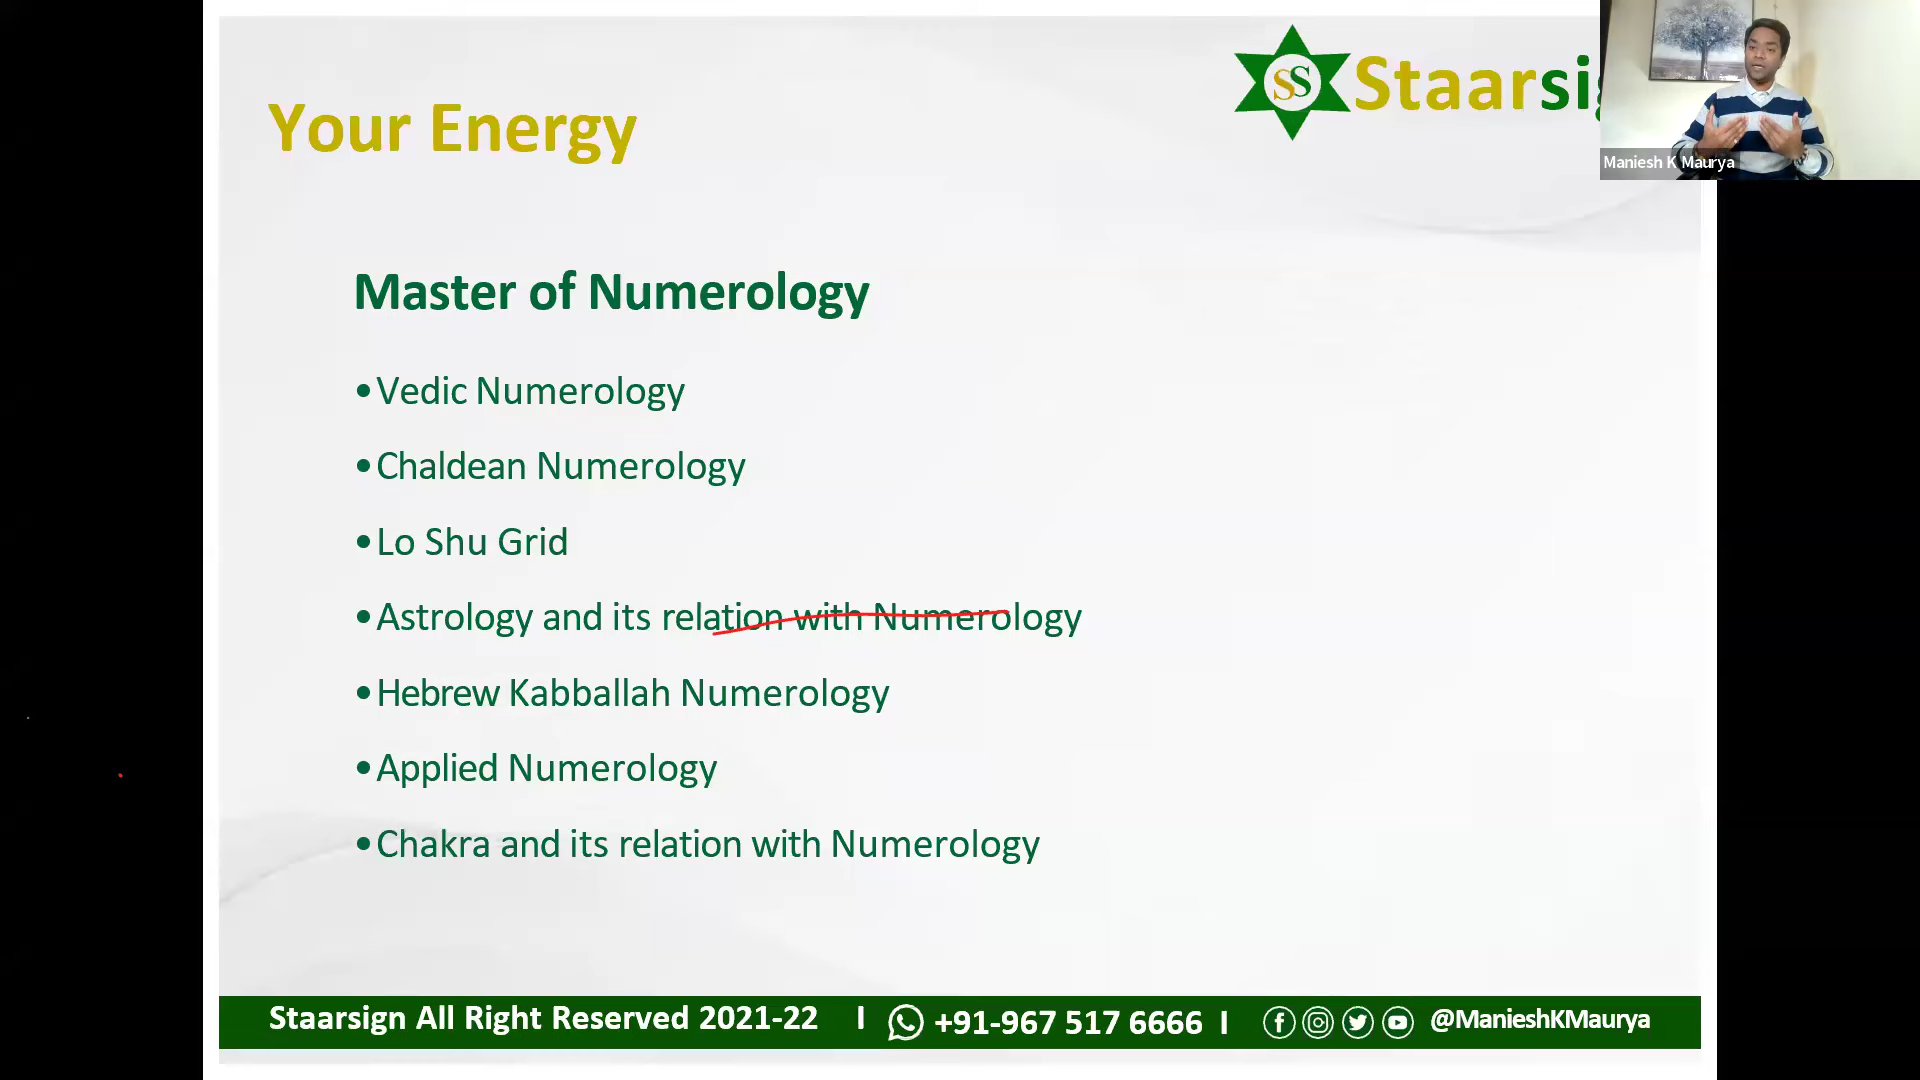 SS Staarsi
Maniesh K Maurya
Your Energy
Master of Numerology
•Vedic Numerology
•Chaldean Numerology
•Lo Shu Grid
•Astrology and its relation with Numerology
•Hebrew Kabballah Numerology
•Applied Numerology
•Chakra and its relation with Numerology
Staarsign All Right Reserved 2021-22 I +91-967 517 6666 I @ManieshKMaurya